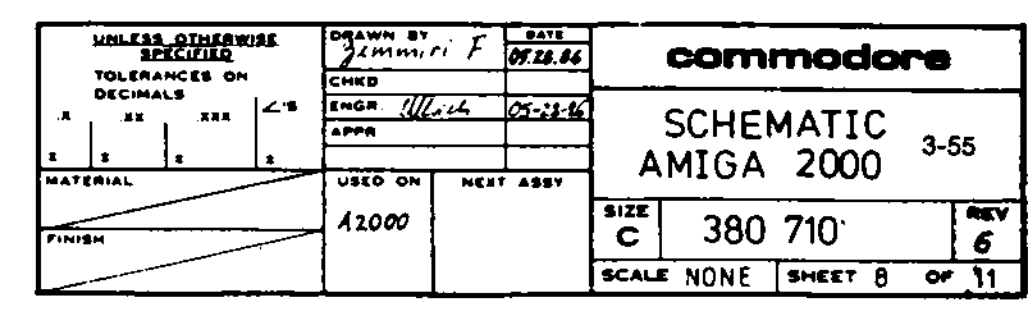 UNLESS OTHERWISE
SPECIFIED
TOLERANCES ON
DECIMALS
.X .XX .XXX ∠'S
± ± ± ±
MATERIAL
FINISH
DRAWN BY
Zimmiri F
DATE
05.28.86
CHKD
ENGR. 05-28-86
APPR
USED ON
A2000
NEXT ASSY
commodore
SCHEMATIC
AMIGA 2000
3-55
SIZE
C
380 710
REV
6
SCALE NONE
SHEET 8 OF 11